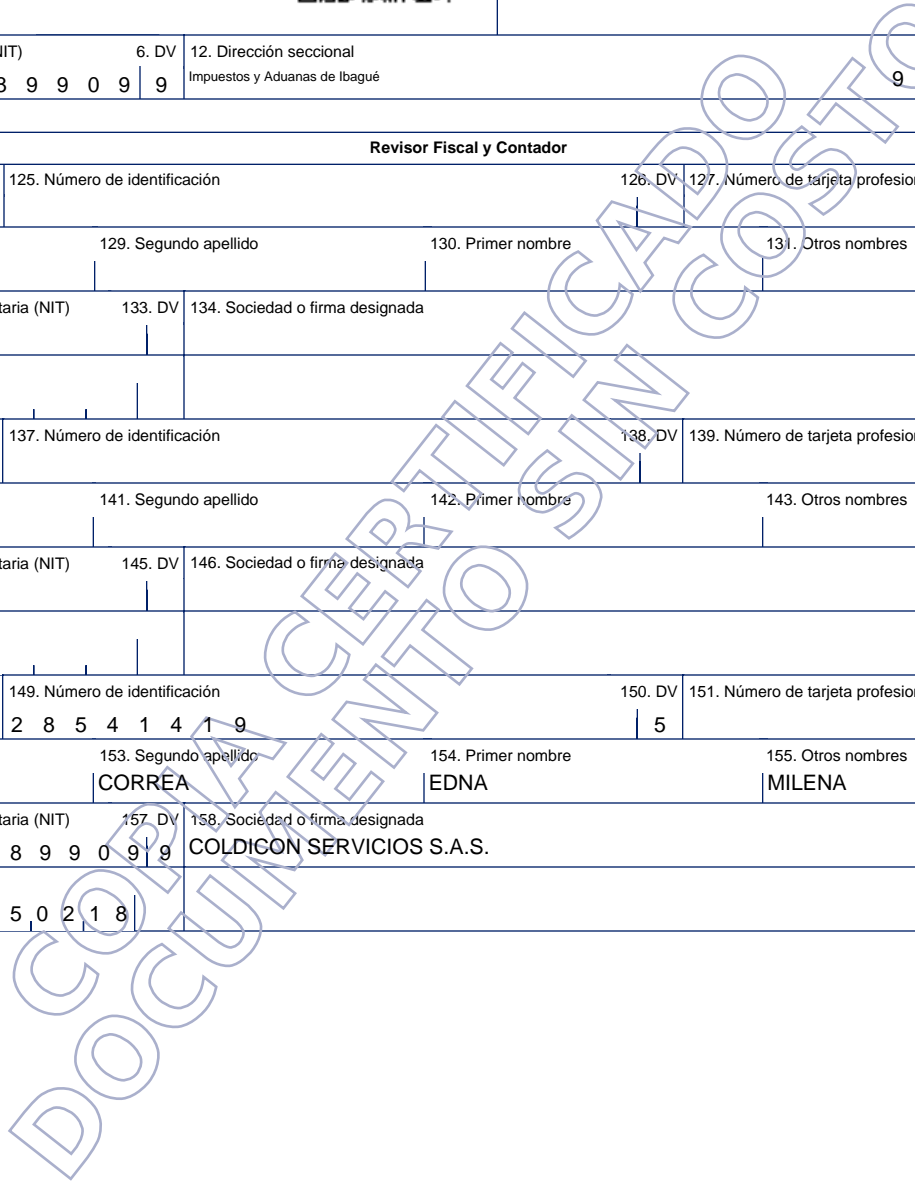 NIT) 6. DV 12. Dirección seccional
9 9 0 9 9 Impuestos y Aduanas de Ibagué 9
Revisor Fiscal y Contador
125. Número de identificación 126. DV 127. Número de tarjeta profesion
129. Segundo apellido 130. Primer nombre 131. Otros nombres
taria (NIT) 133. DV 134. Sociedad o firma designada
137. Número de identificación 138. DV 139. Número de tarjeta profesion
141. Segundo apellido 142. Primer nombre 143. Otros nombres
taria (NIT) 145. DV 146. Sociedad o firma designada
149. Número de identificación 150. DV 151. Número de tarjeta profesion
2 8 5 4 1 4 1 9 5
153. Segundo apellido 154. Primer nombre 155. Otros nombres
CORREA EDNA MILENA
taria (NIT) 157. DV 158. Sociedad o firma designada
8 9 9 0 9 9 COLDICON SERVICIOS S.A.S.
5 0 2 1 8
COPIA CERTIFICADO
DOCUMENTO SIN COSTO